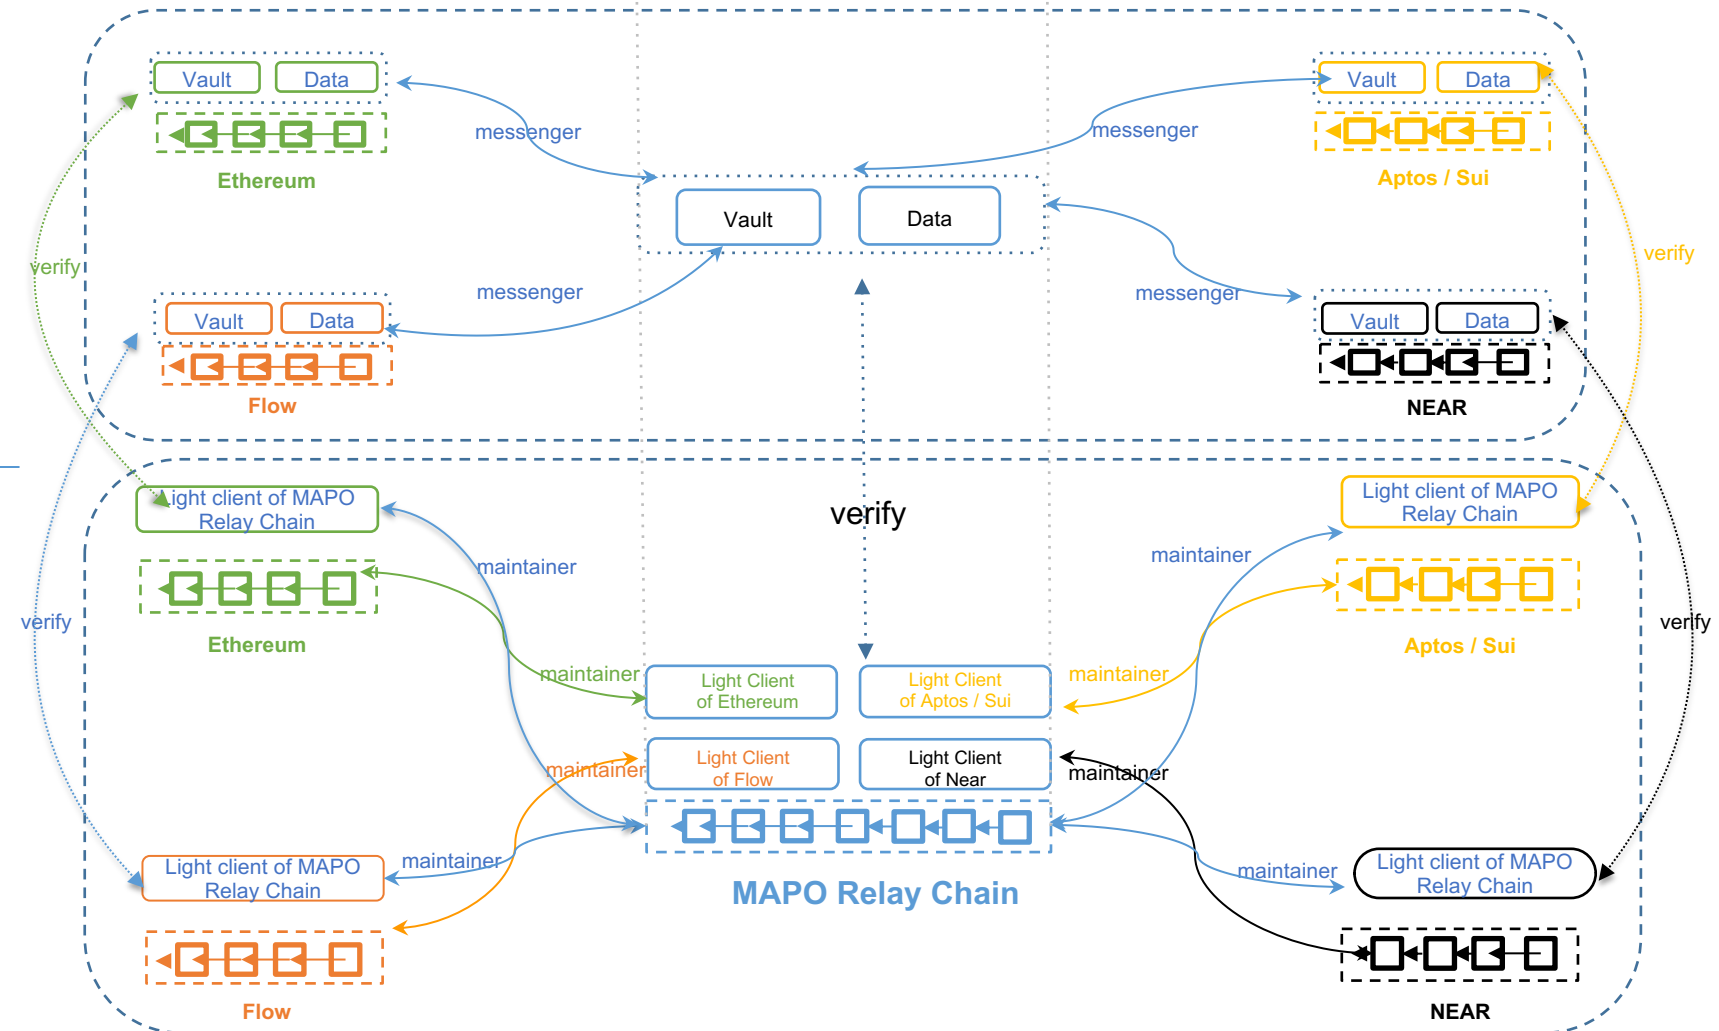 Vault
Data
messenger
Ethereum
messenger
Vault
Data
Aptos / Sui
Vault
Data
verify
verify
Vault
Data
messenger
Flow
messenger
Vault
Data
NEAR
verify
Light client of MAPO
Relay Chain
Light client of MAPO
Relay Chain
maintainer
maintainer
Ethereum
Aptos / Sui
verify
verify
maintainer
Light Client
of Ethereum
Light Client
of Aptos / Sui
maintainer
maintainer
Light Client
of Flow
Light Client
of Near
maintainer
MAPO Relay Chain
Light client of MAPO
Relay Chain
maintainer
maintainer
Light client of MAPO
Relay Chain
Flow
NEAR